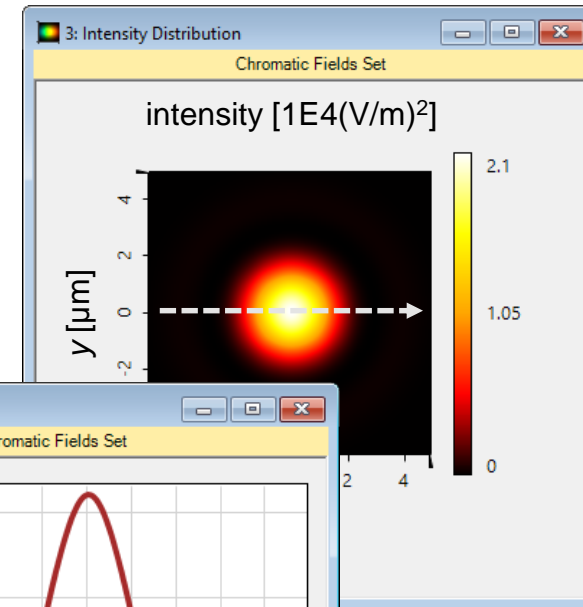 3: Intensity Distribution
Chromatic Fields Set
intensity [1E4(V/m)²]
2.1
4
2
y [µm]
0
1.05
-2
romatic Fields Set
2
4
0